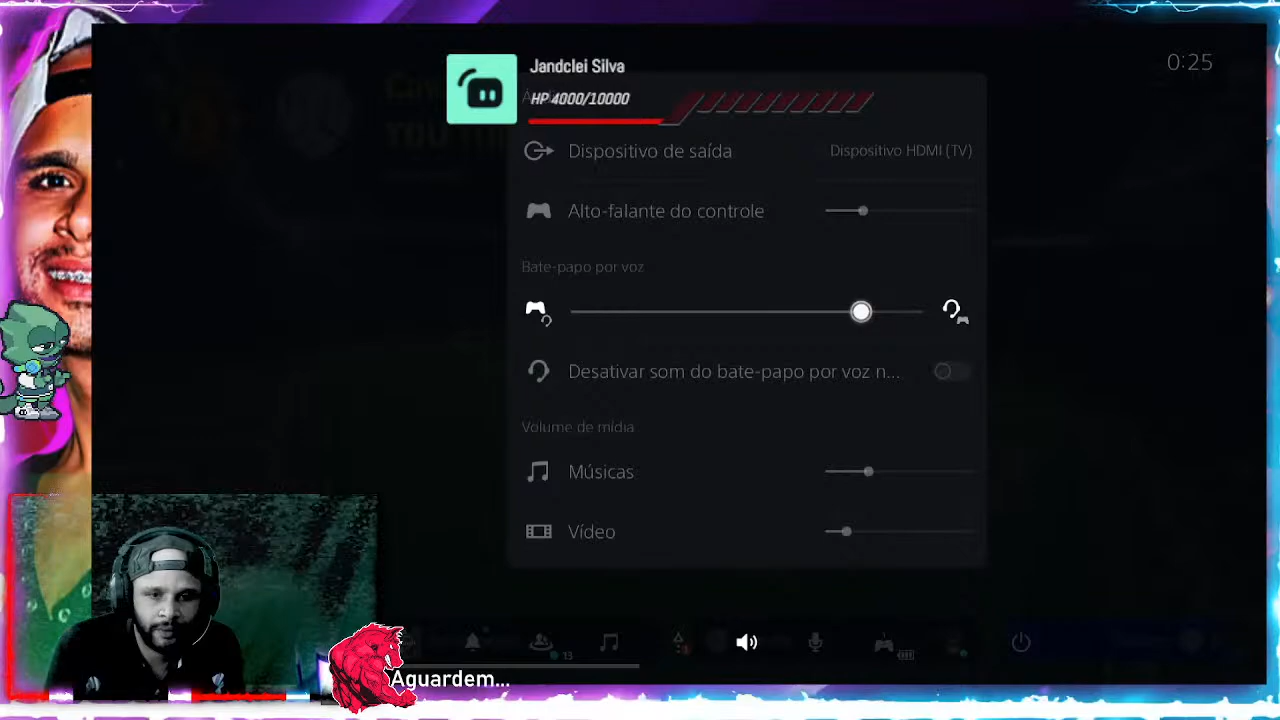 Jandclei Silva
0:25
HP 4000/10000
Dispositivo de saída
Dispositivo HDMI (TV)
Alto-falante do controle
Bate-papo por voz
Desativar som do bate-papo por voz n...
Volume de mídia
Músicas
Vídeo
13
Aguardem...